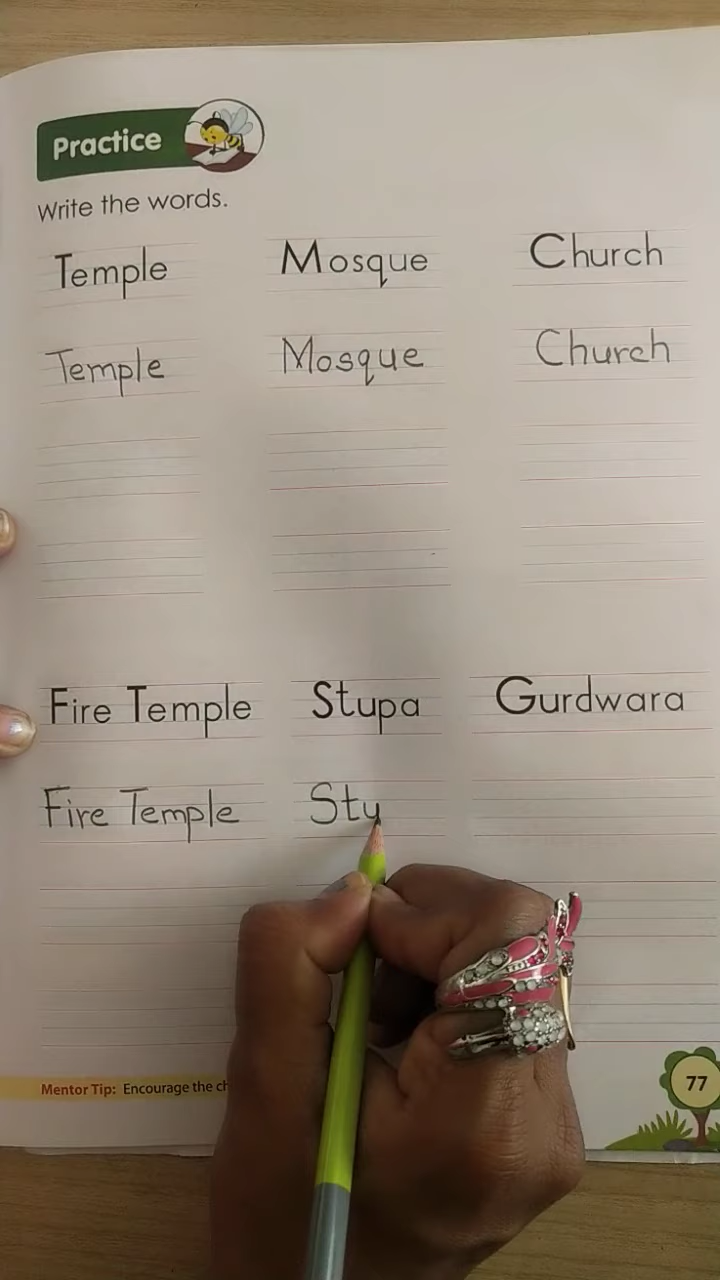 Practice
Write the words.
Temple Mosque Church
Temple Mosque Church
Fire Temple Stupa Gurdwara
Fire Temple Stu
Mentor Tip: Encourage the ch
77